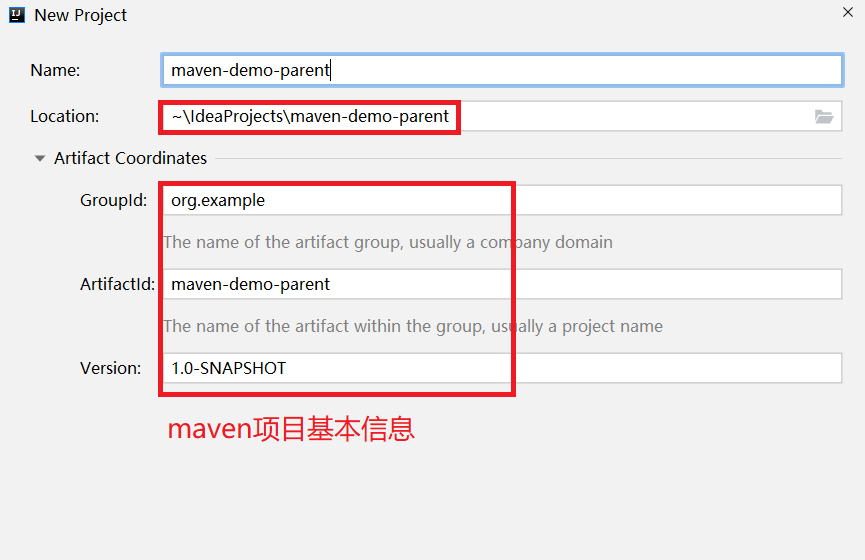 New Project
Name: maven-demo-parent
Location: ~\IdeaProjects\maven-demo-parent
Artifact Coordinates
GroupId: org.example
The name of the artifact group, usually a company domain
ArtifactId: maven-demo-parent
The name of the artifact within the group, usually a project name
Version: 1.0-SNAPSHOT
maven项目基本信息